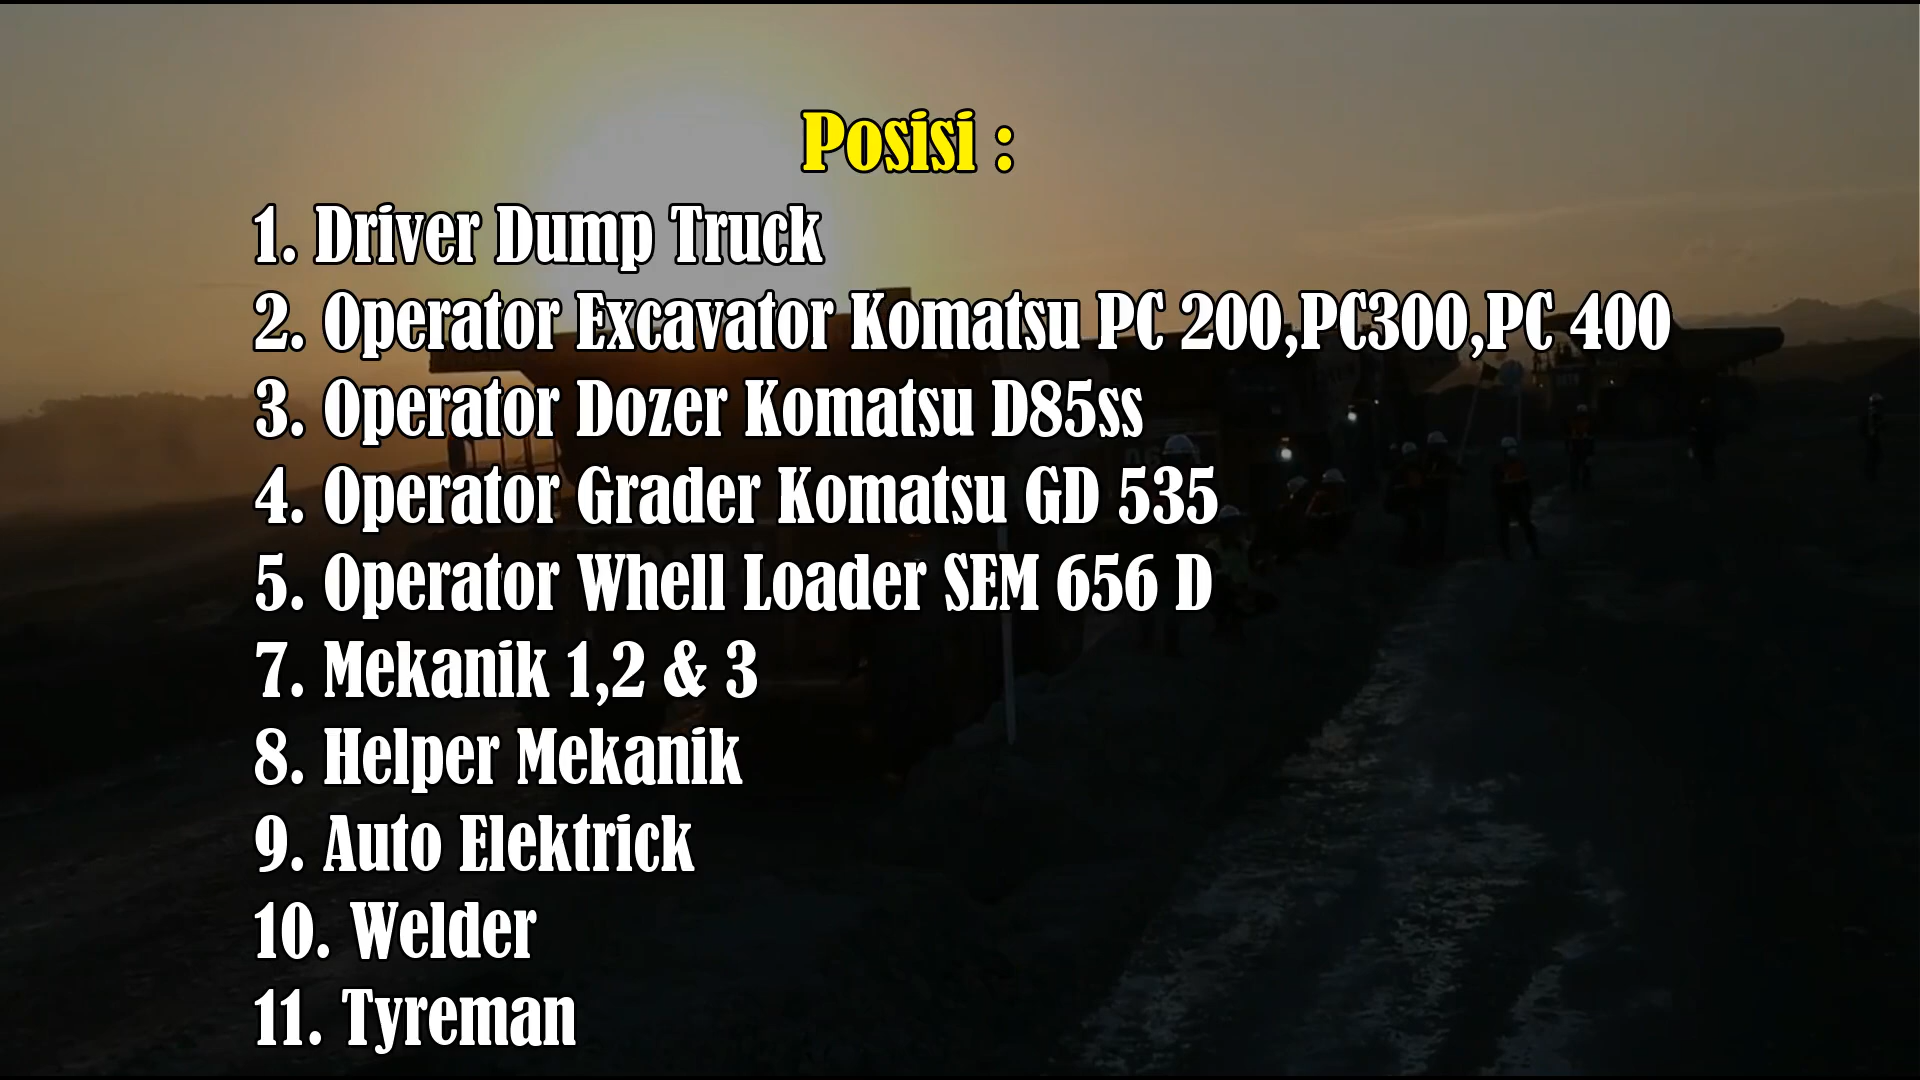 Posisi :
1. Driver Dump Truck
2. Operator Excavator Komatsu PC 200,PC300,PC 400
3. Operator Dozer Komatsu D85ss
4. Operator Grader Komatsu GD 535
5. Operator Whell Loader SEM 656 D
7. Mekanik 1,2 & 3
8. Helper Mekanik
9. Auto Elektrick
10. Welder
11. Tyreman